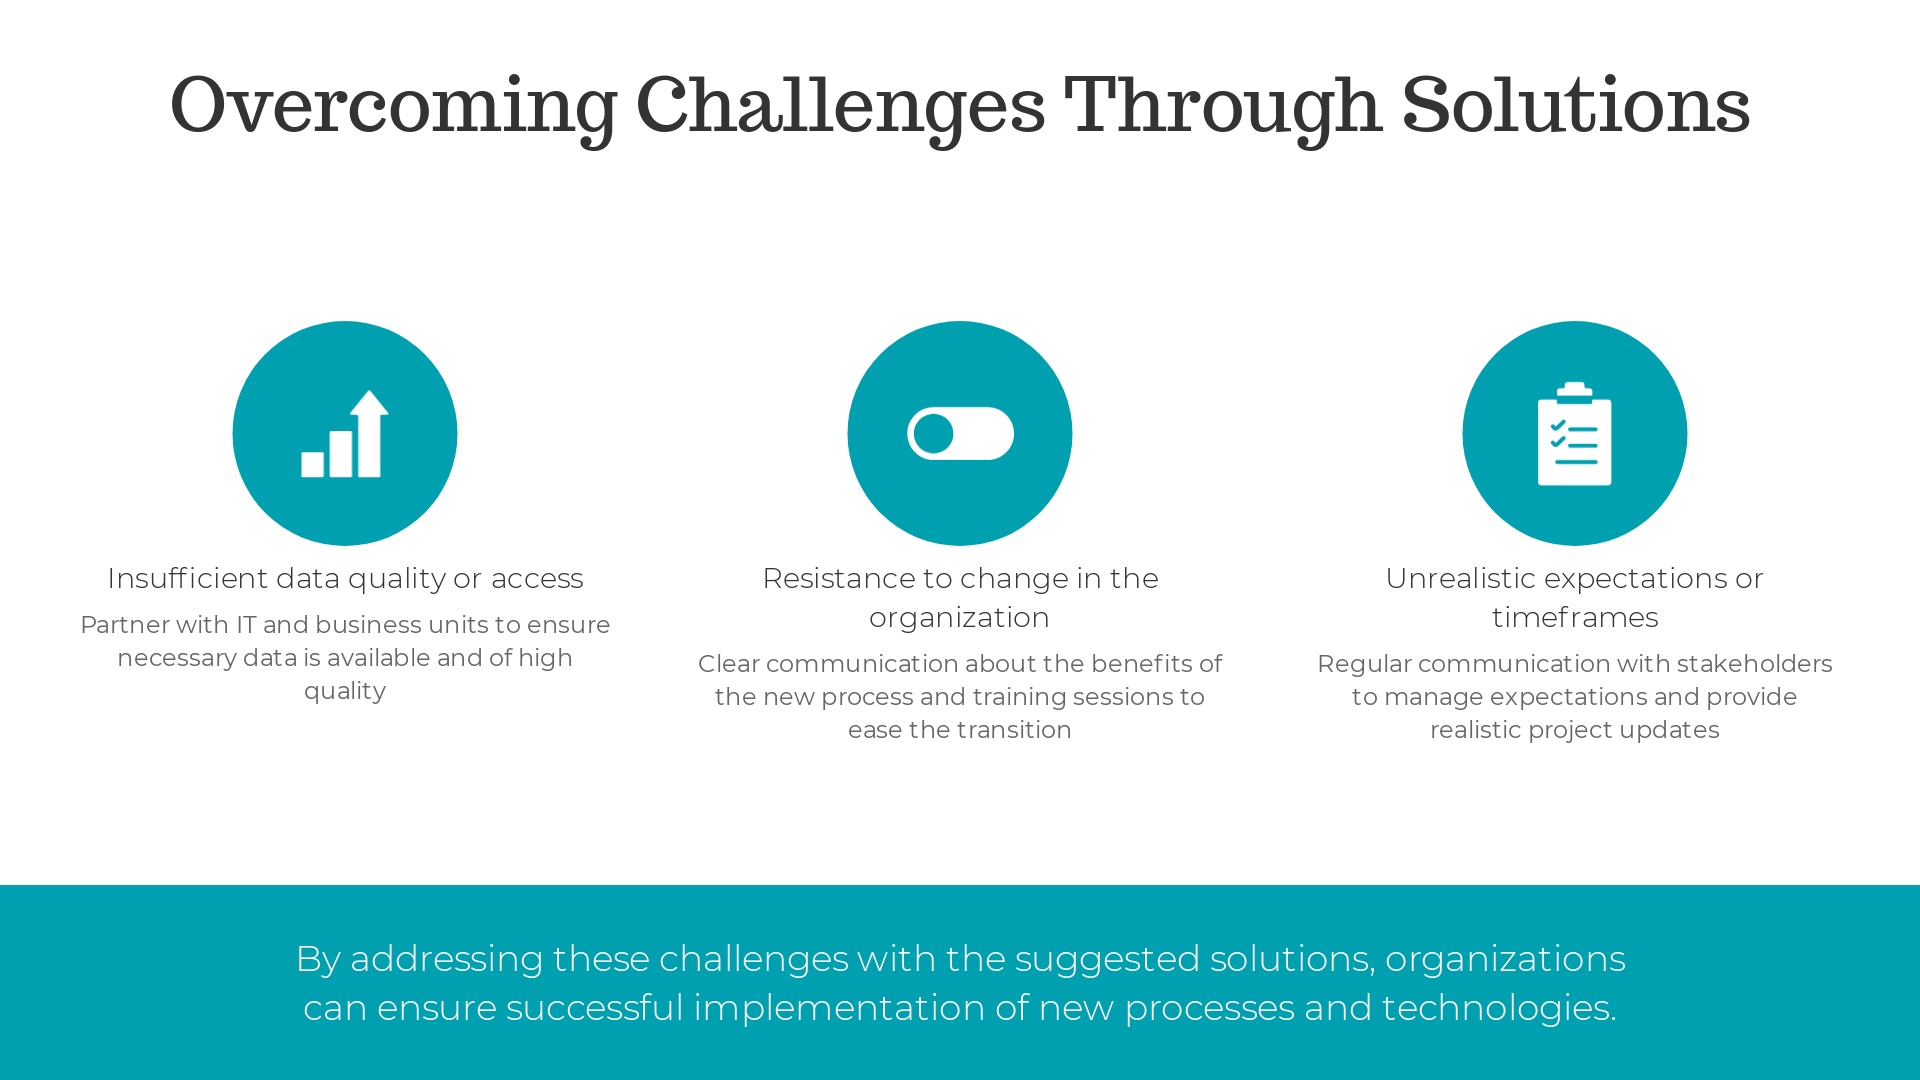 Overcoming Challenges Through Solutions
Insufficient data quality or access
Partner with IT and business units to ensure
necessary data is available and of high
quality
Resistance to change in the
organization
Clear communication about the benefits of
the new process and training sessions to
ease the transition
Unrealistic expectations or
timeframes
Regular communication with stakeholders
to manage expectations and provide
realistic project updates
By addressing these challenges with the suggested solutions, organizations
can ensure successful implementation of new processes and technologies.